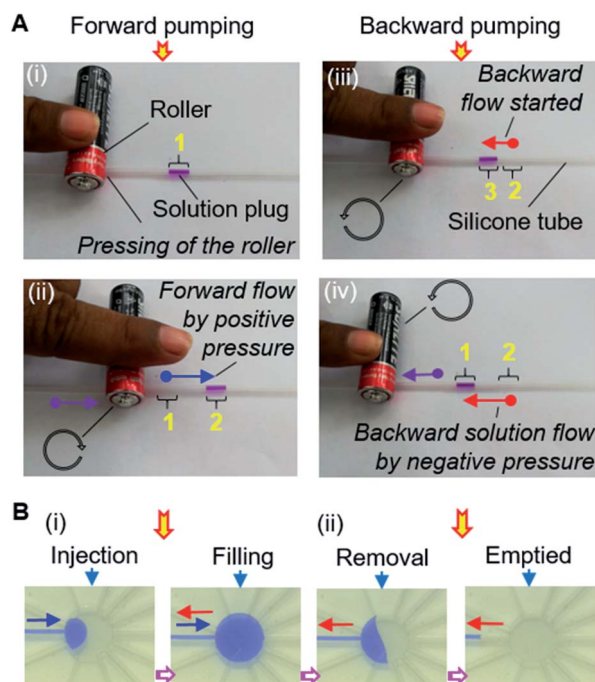 A
Forward pumping
Backward pumping
(i)
Roller
1
Solution plug
Pressing of the roller
(iii)
Backward
flow started
3 2
Silicone tube
(ii)
Forward flow
by positive
pressure
1
2
(iv)
1
2
Backward solution flow
by negative pressure
B
(i)
(ii)
Injection
Filling
Removal
Emptied